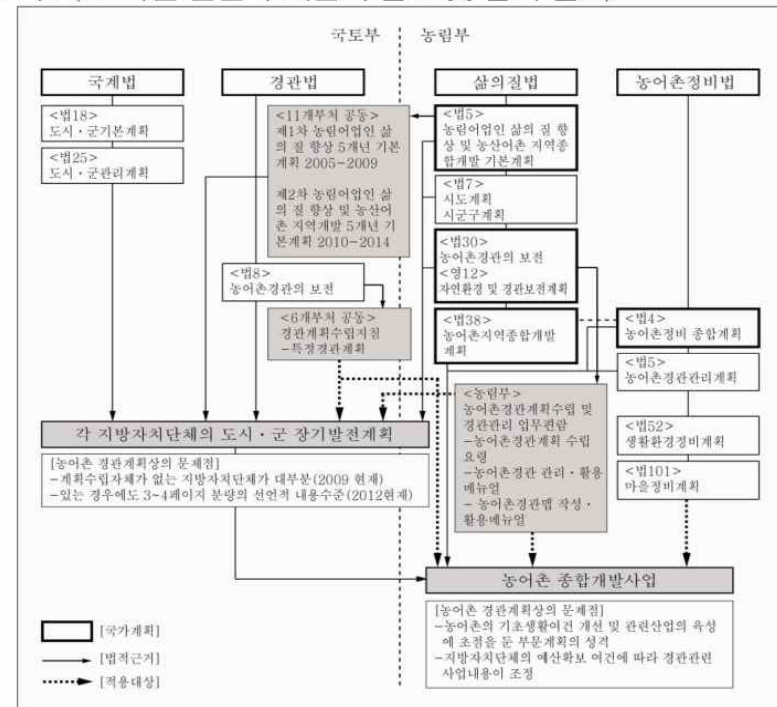 국토부
농림부
국계법
경관법
삶의질법
농어촌정비법
<법18>
도시·군기본계획
<법25>
도시·군관리계획
<11개부처 공동>
제1차 농림어업인 삶
의 질 향상 5개년 기본
계획 2005-2009
제2차 농림어업인 삶
의 질 향상 및 농산어
촌 지역개발 5개년 기
본계획 2010-2014
<법8>
농어촌경관의 보전
<6개부처 공동>
경관계획수립지침
-특정경관계획
<법5>
농림어업인 삶의 질 향
상 및 농산어촌 지역종
합개발 기본계획
<법7>
시도계획
시군구계획
<법30>
농어촌경관의 보전
<영12>
자연환경 및 경관보전계획
<법38>
농어촌지역종합개발
계획
<법4>
농어촌정비 종합계획
<법5>
농어촌경관관리계획
<법52>
생활환경정비계획
<법101>
마을정비계획
<농림부>
농어촌경관계획수립 및
경관관리 업무편람
-농어촌경관계획 수립
요령
-농어촌경관 관리·활용
메뉴얼
- 농어촌경관맵 작성·
활용메뉴얼
각 지방자치단체의 도시·군 장기발전계획
[농어촌 경관계획상의 문제점]
-계획수립자체가 없는 지방자치단체가 대부분(2009 현재)
-있는 경우에도 3~4페이지 분량의 선언적 내용수준(2012현재)
농어촌 종합개발사업
[농어촌 경관계획상의 문제점]
-농어촌의 기초생활여건 개선 및 관련산업의 육성
에 초점을 둔 부문계획의 성격
-지방자치단체의 예산확보 여건에 따라 경관관련
사업내용이 조정
[국가계획]
[법적근거]
[적용대상]